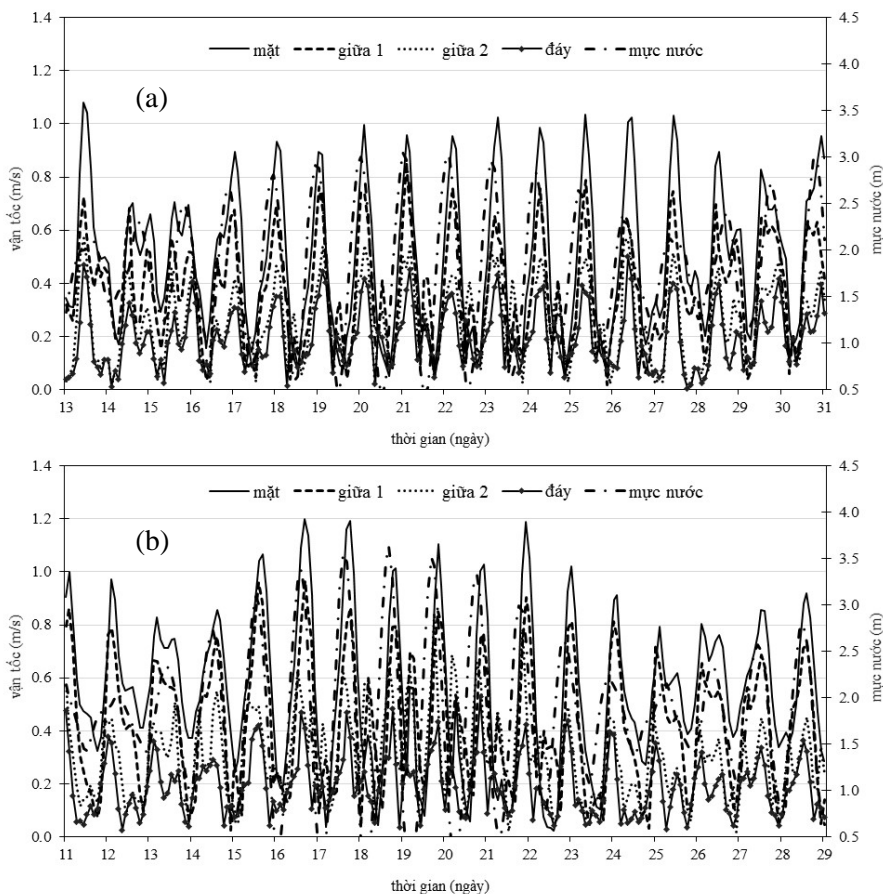 1.4 4.5
mặt giữa 1 giữa 2 đáy mực nước
1.2 4.0
(a)
3.5
1.0
3.0
0.8
2.5
0.6
2.0
0.4
1.5
0.2
1.0
0.0 0.5
vận tốc (m/s)
mực nước (m)
13 14 15 16 17 18 19 20 21 22 23 24 25 26 27 28 29 30 31
thời gian (ngày)
1.4 4.5
mặt giữa 1 giữa 2 đáy mực nước
1.2 4.0
(b)
3.5
1.0
3.0
0.8
2.5
0.6
2.0
0.4
1.5
0.2
1.0
0.0 0.5
vận tốc (m/s)
mực nước (m)
11 12 13 14 15 16 17 18 19 20 21 22 23 24 25 26 27 28 29
thời gian (ngày)